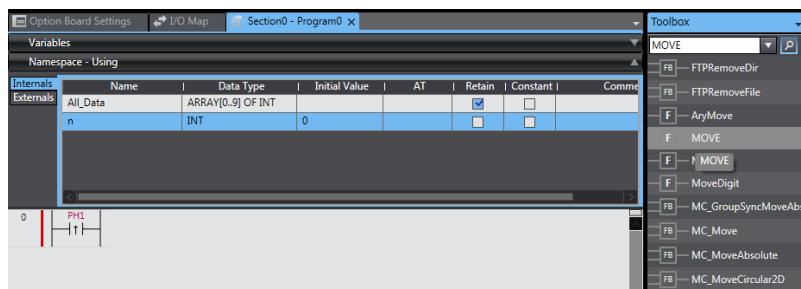 Option Board Settings
I/O Map
Section0 - Program0 x
Toolbox
Variables
MOVE
Namespace - Using
FB FTPRemoveDir
Internals
Externals
Name Data Type Initial Value AT Retain Constant Comme
All_Data ARRAY[0..9] OF INT
n INT 0
FB FTPRemoveFile
F AryMove
F MOVE
F MOVE
F MoveDigit
FB MC_GroupSyncMoveAbs
FB MC_Move
FB MC_MoveAbsolute
FB MC_MoveCircular2D
0
PH1